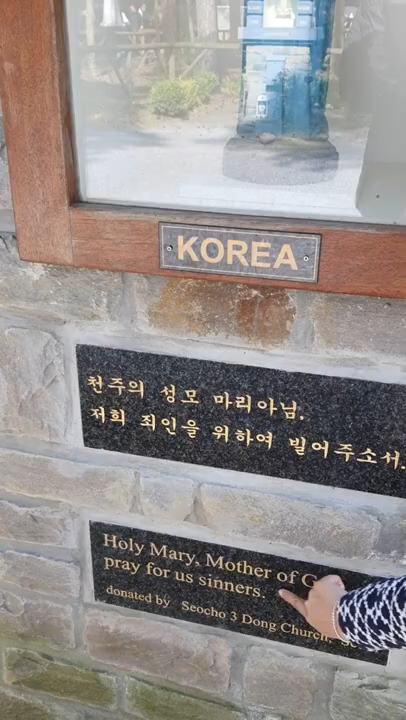 KOREA
천주의 성모 마리아님,
저희 죄인을 위하여 빌어주소서.
Holy Mary, Mother of
pray for us sinners.
donated by Seocho 3 Dong Church,